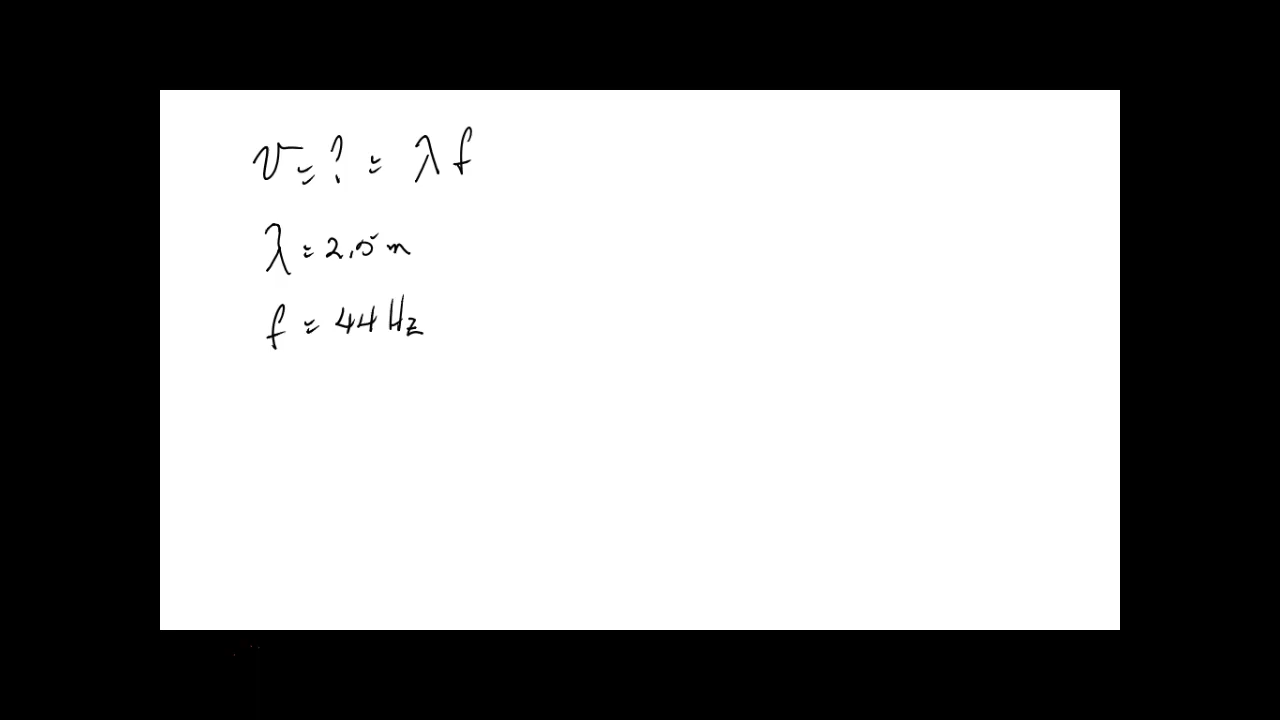 v = ? = λ f
λ = 2.5 m
f = 44 Hz